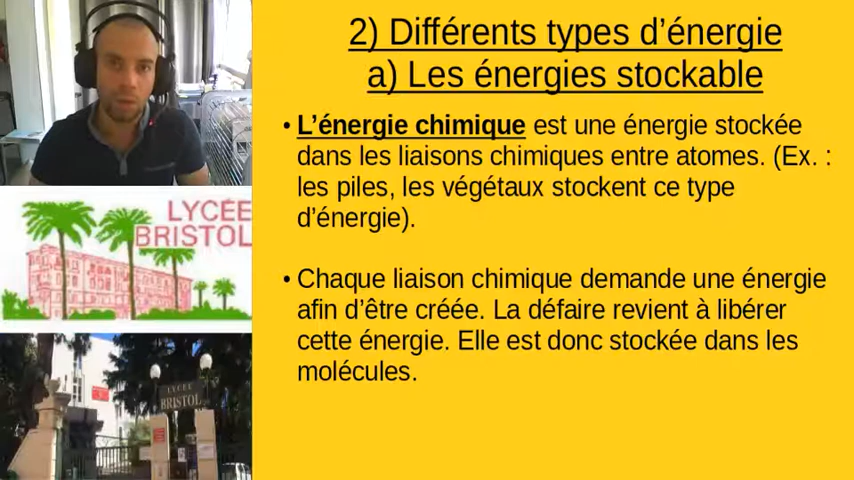 2) Différents types d’énergie
a) Les énergies stockable
• L’énergie chimique est une énergie stockée
dans les liaisons chimiques entre atomes. (Ex. :
les piles, les végétaux stockent ce type
d’énergie).
• Chaque liaison chimique demande une énergie
afin d’être créée. La défaire revient à libérer
cette énergie. Elle est donc stockée dans les
molécules.
LYCÉE
BRISTOL
LYCÉE
BRISTOL